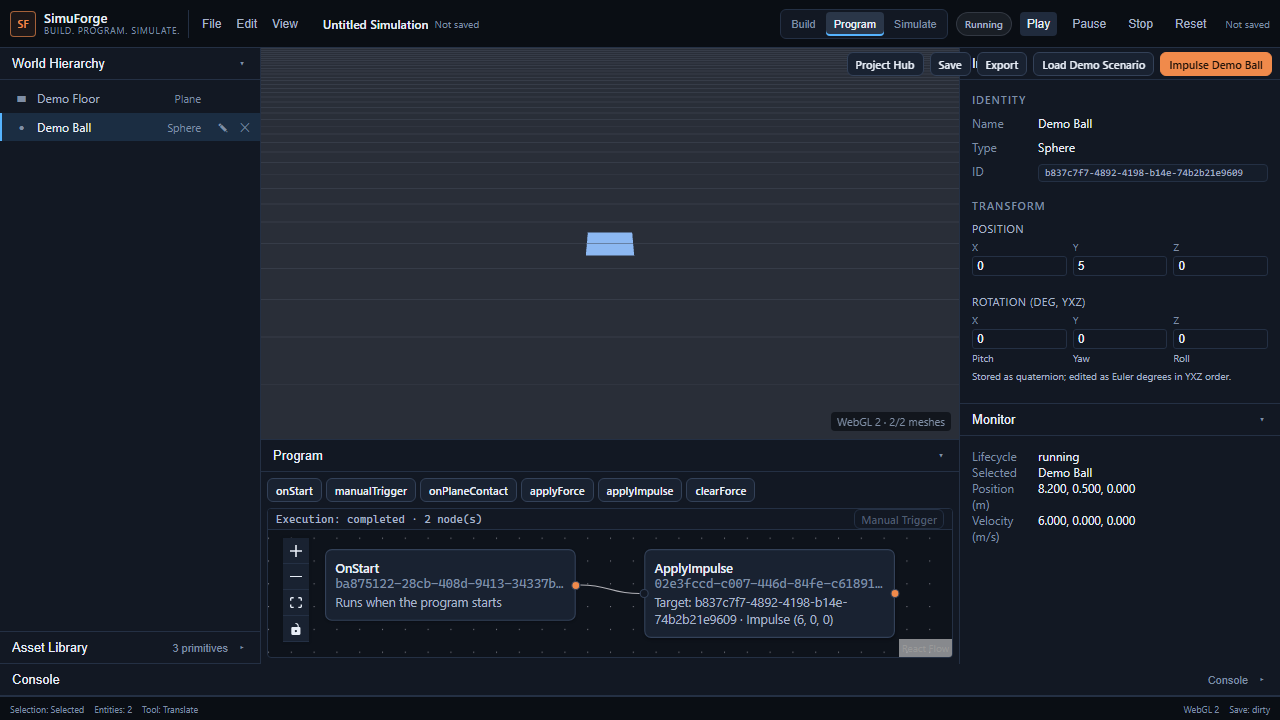 SF
SimuForge
BUILD. PROGRAM. SIMULATE.
File Edit View
Untitled Simulation Not saved
Build Program Simulate
Running
Play Pause Stop Reset Not saved
World Hierarchy
Demo Floor Plane
Demo Ball Sphere
Asset Library 3 primitives
Project Hub Save Export Load Demo Scenario Impulse Demo Ball
WebGL 2 · 2/2 meshes
Program
onStart manualTrigger onPlaneContact applyForce applyImpulse clearForce
Execution: completed · 2 node(s) Manual Trigger
OnStart
ba875122-28cb-408d-9413-34337b…
Runs when the program starts
ApplyImpulse
02e3fccd-c007-446d-84fe-c61891…
Target: b837c7f7-4892-4198-b14e-
74b2b21e9609 · Impulse (6, 0, 0)
React Flow
IDENTITY
Name Demo Ball
Type Sphere
ID b837c7f7-4892-4198-b14e-74b2b21e9609
TRANSFORM
POSITION
X Y Z
0 5 0
ROTATION (DEG, YXZ)
X Y Z
0 0 0
Pitch Yaw Roll
Stored as quaternion; edited as Euler degrees in YXZ order.
Monitor
Lifecycle running
Selected Demo Ball
Position 8.200, 0.500, 0.000
(m)
Velocity 6.000, 0.000, 0.000
(m/s)
Console Console
Selection: Selected Entities: 2 Tool: Translate
WebGL 2 Save: dirty